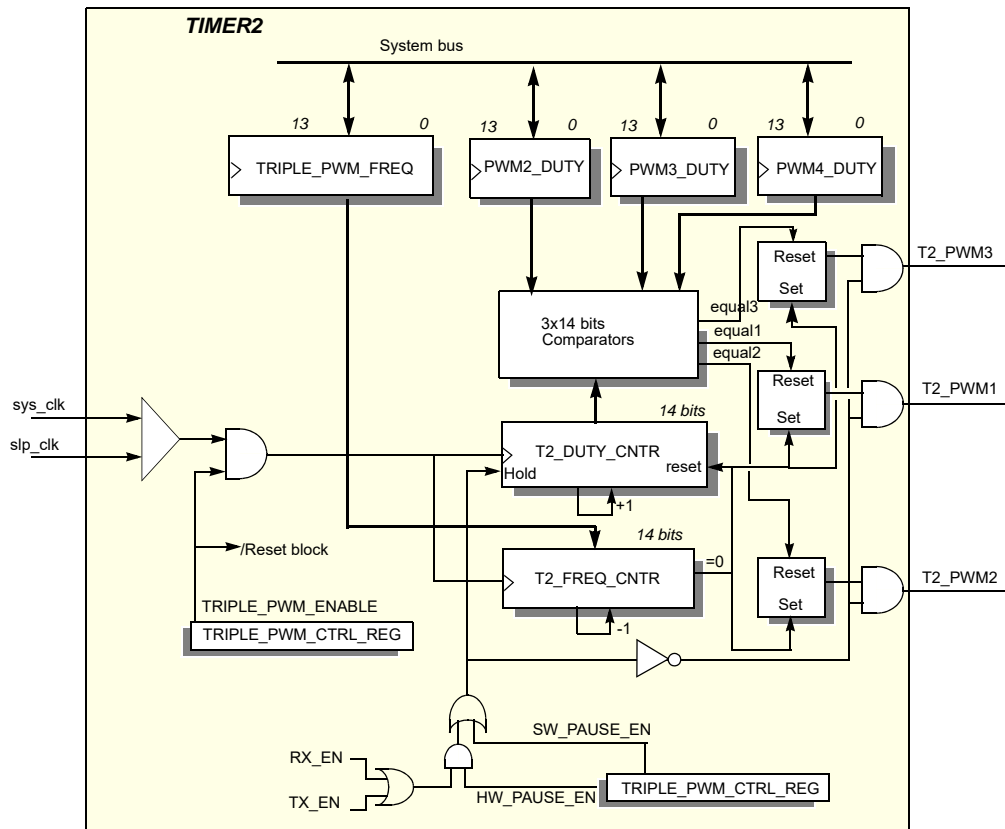 TIMER2
System bus
13 0 13 0 13 0 13 0
TRIPLE_PWM_FREQ
PWM2_DUTY
PWM3_DUTY
PWM4_DUTY
T2_PWM3
Reset
Set
equal3
3x14 bits
Comparators
equal1
equal2
T2_PWM1
Reset
Set
sys_clk
slp_clk
14 bits
T2_DUTY_CNTR
Hold
reset
+1
14 bits
/Reset block
T2_FREQ_CNTR
=0
-1
T2_PWM2
Reset
Set
TRIPLE_PWM_ENABLE
TRIPLE_PWM_CTRL_REG
SW_PAUSE_EN
RX_EN
TX_EN
HW_PAUSE_EN
TRIPLE_PWM_CTRL_REG